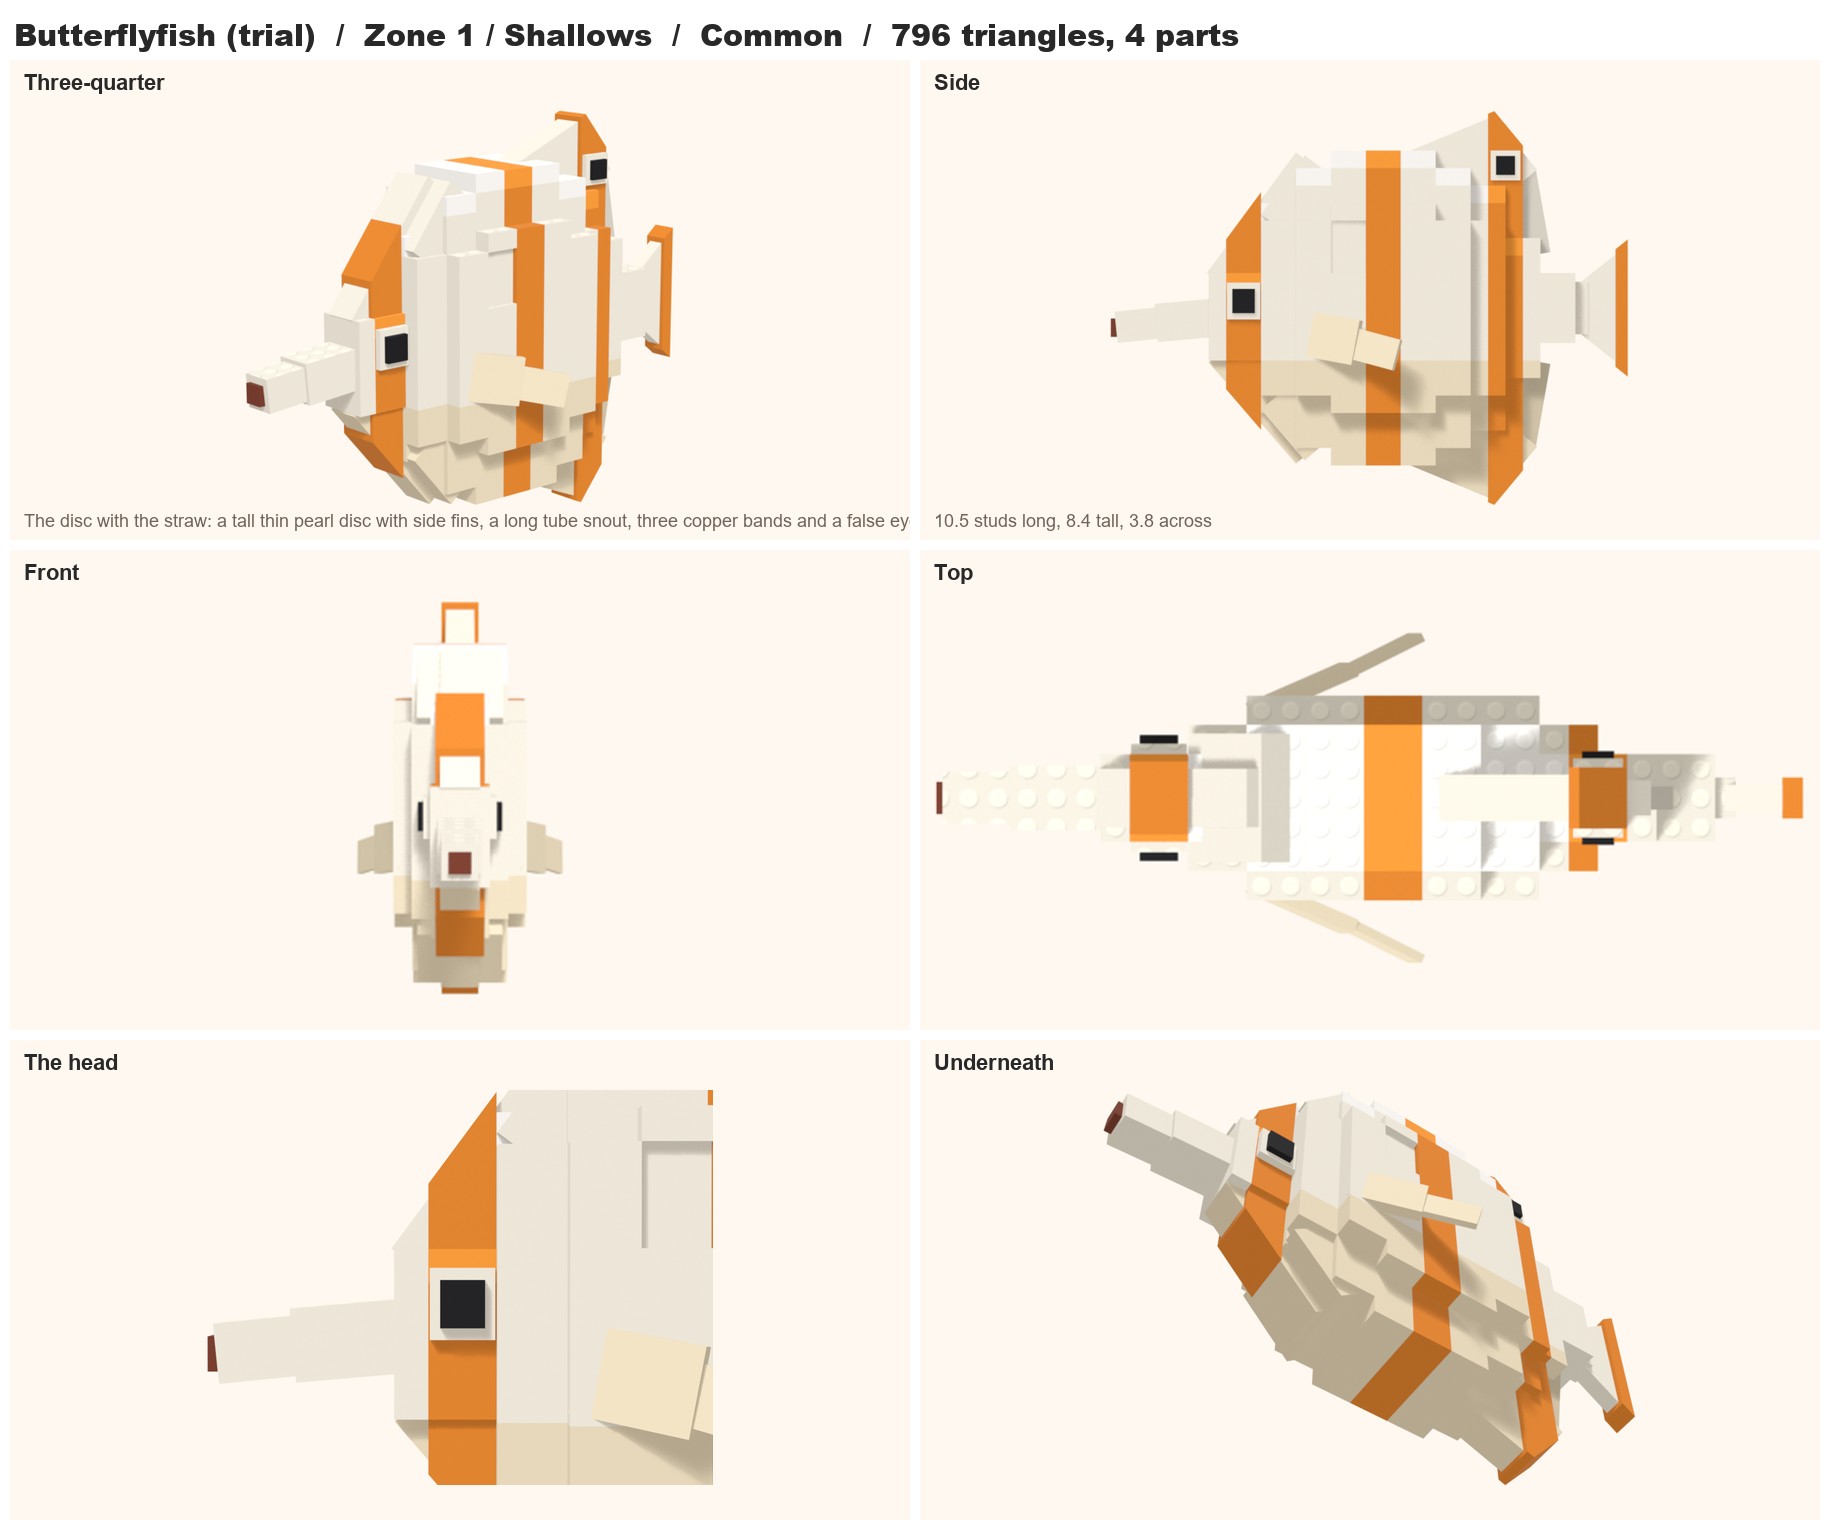 Butterflyfish (trial) / Zone 1 / Shallows / Common / 796 triangles, 4 parts
Three-quarter
The disc with the straw: a tall thin pearl disc with side fins, a long tube snout, three copper bands and a false ey
Side
10.5 studs long, 8.4 tall, 3.8 across
Front
Top
The head
Underneath